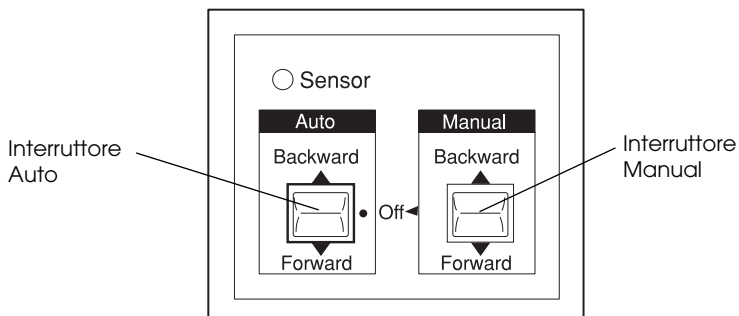 Sensor
Auto
Manual
Interruttore
Auto
Backward
Backward
Interruttore
Manual
Off
Forward
Forward